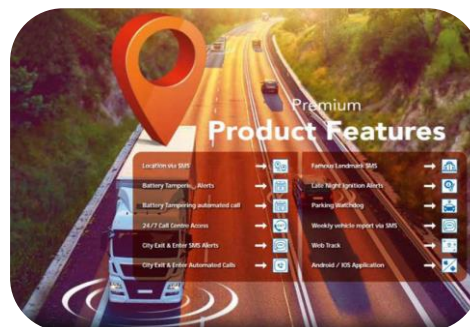 Premium
Product Features
Location via SMS
Battery Tampering Alerts
Battery Tampering automated call
24/7 Call Centre Access
City Exit & Enter SMS Alerts
City Exit & Enter Automated Calls
Famous Landmark SMS
Late Night Ignition Alerts
Parking Watchdog
Weekly vehicle report via SMS
Web Track
Android / IOS Application